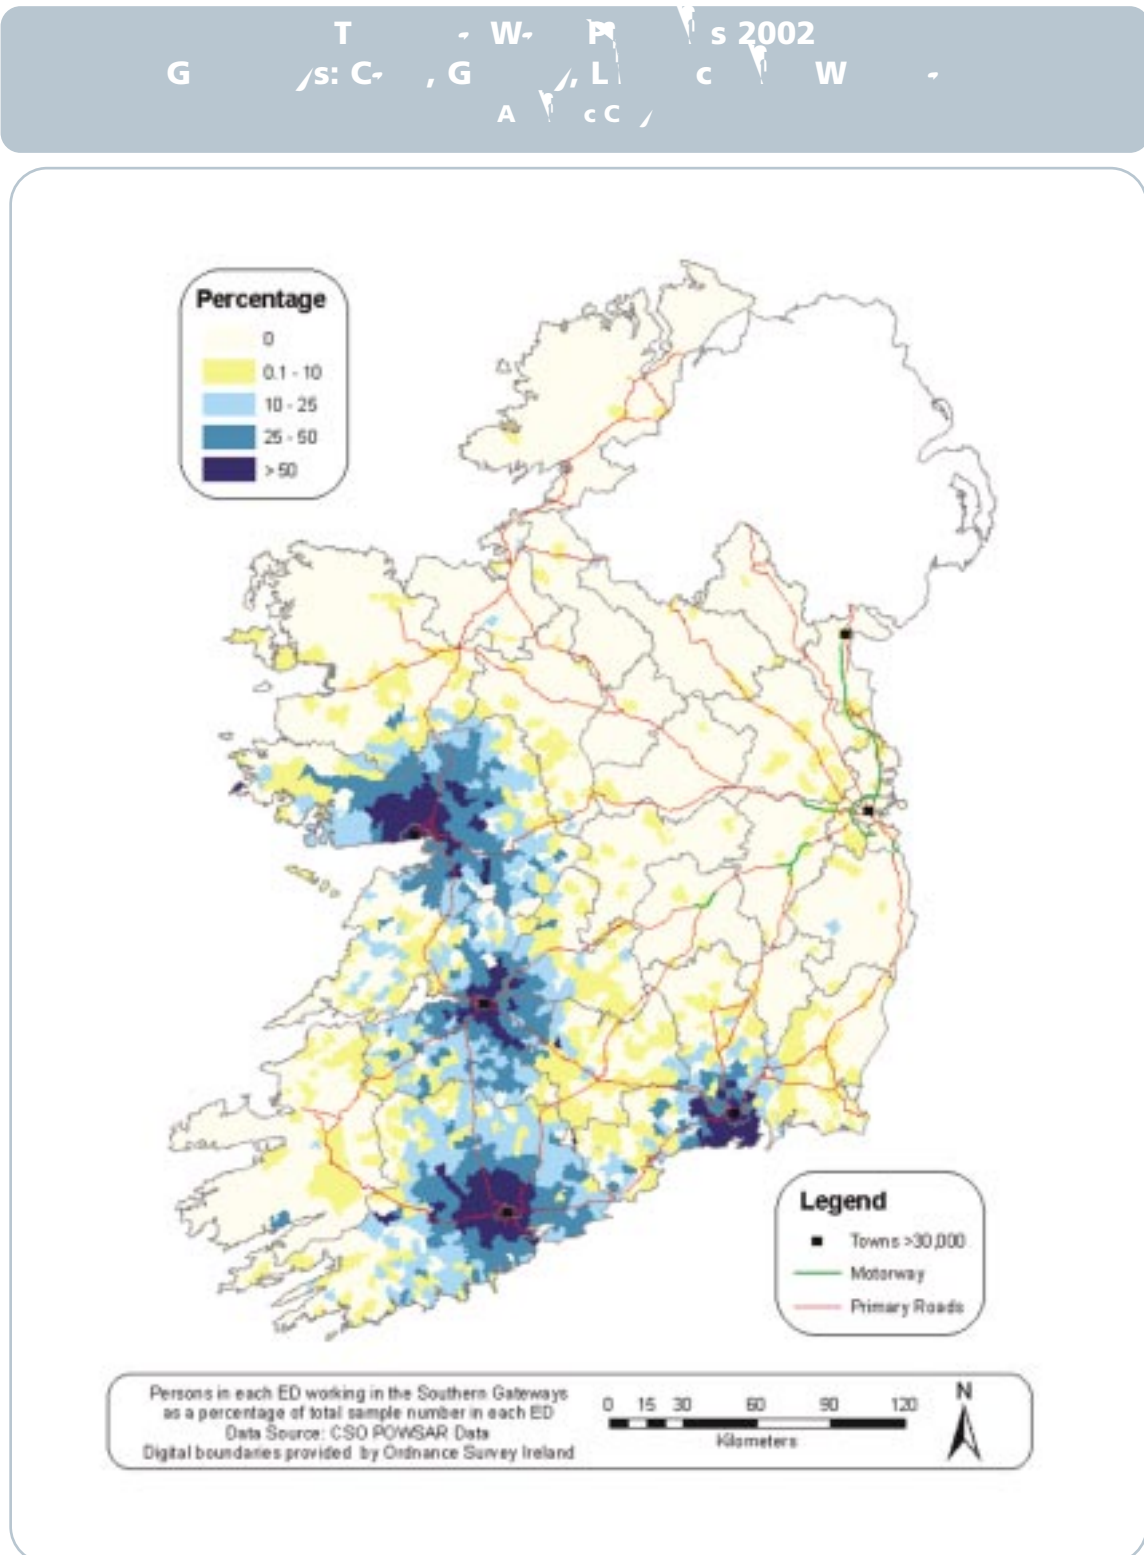 s 2002
Percentage
0
0.1 - 10
10 - 25
25 - 50
>50
Legend
Towns >30,000
Motorway
Primary Roads
Persons in each ED working in the Southern Gateways
as a percentage of total sample number in each ED
Data Source: CSO POWSAR Data
Digital boundaries provided by Ordnance Survey Ireland
0 15 30 60 90 120
Kilometers
N